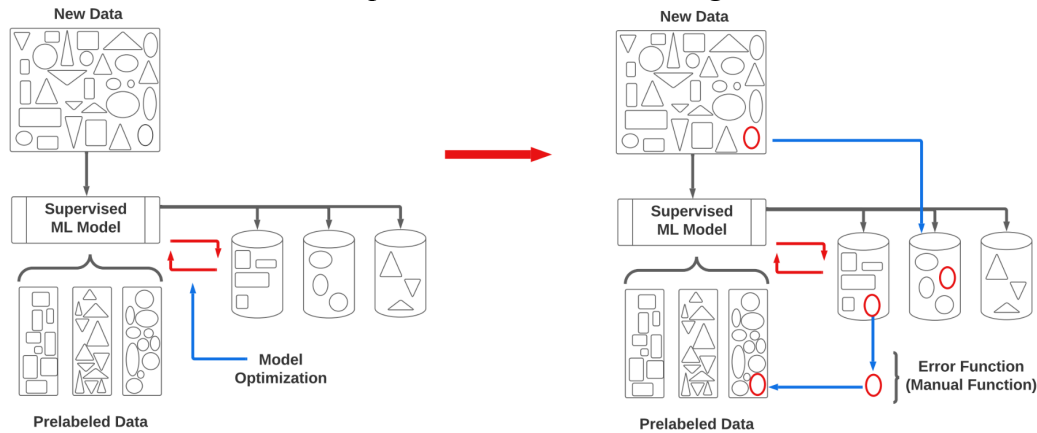 New Data
Supervised
ML Model
Model
Optimization
Prelabeled Data
New Data
Supervised
ML Model
Error Function
(Manual Function)
Prelabeled Data